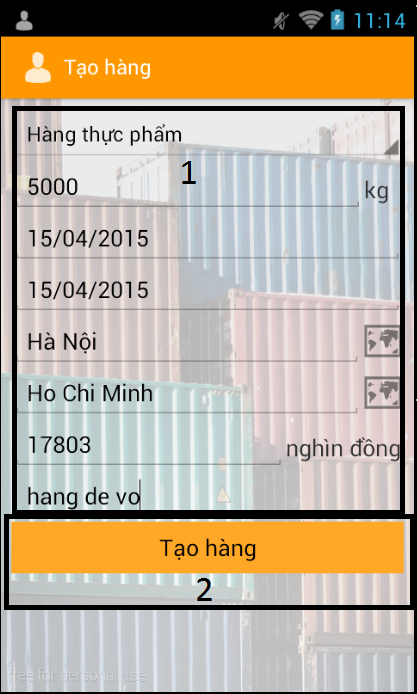 11:14
Tạo hàng
Hàng thực phẩm
1
5000 kg
15/04/2015
15/04/2015
Hà Nội
Ho Chi Minh
17803 nghìn đồng
hang de vo
Tạo hàng
2
free for personal use